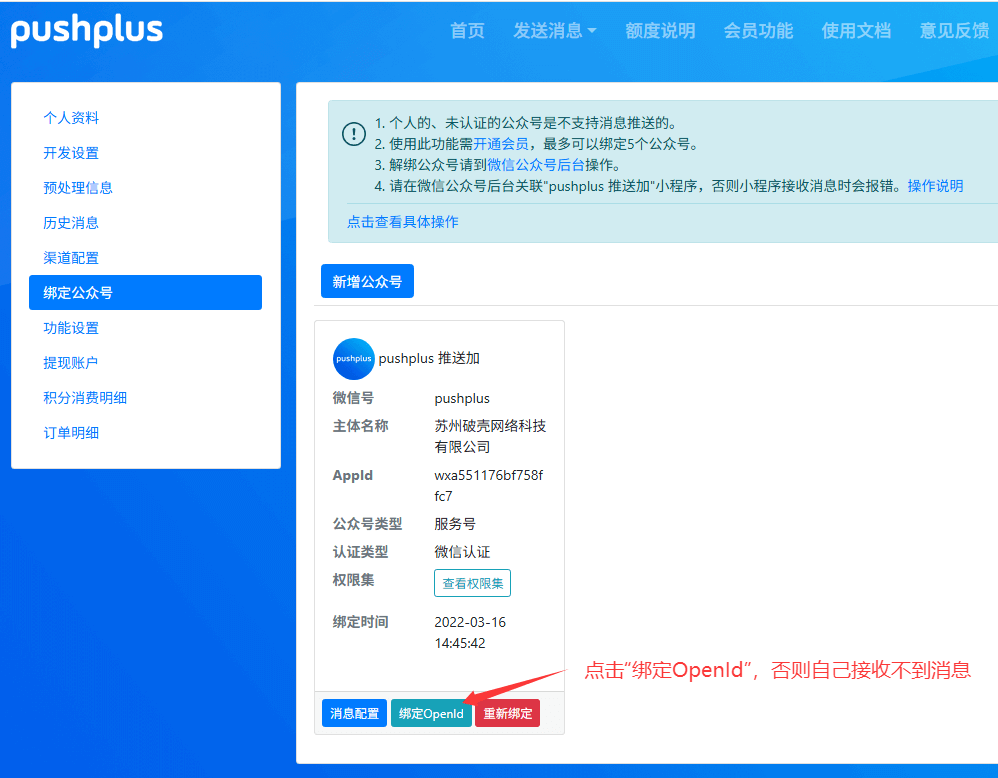 pushplus
首页 发送消息 额度说明 会员功能 使用文档 意见反馈
个人资料
开发设置
预处理信息
历史消息
渠道配置
绑定公众号
功能设置
提现账户
积分消费明细
订单明细
1. 个人的、未认证的公众号是不支持消息推送的。
2. 使用此功能需开通会员，最多可以绑定5个公众号。
3. 解绑公众号请到微信公众号后台操作。
4. 请在微信公众号后台关联"pushplus 推送加"小程序，否则小程序接收消息时会报错。操作说明
点击查看具体操作
新增公众号
pushplus pushplus 推送加
微信号 pushplus
主体名称 苏州破壳网络科技
有限公司
AppId wxa551176bf758f
fc7
公众号类型 服务号
认证类型 微信认证
权限集 查看权限集
绑定时间 2022-03-16
14:45:42
点击“绑定OpenId”，否则自己接收不到消息
消息配置 绑定OpenId 重新绑定